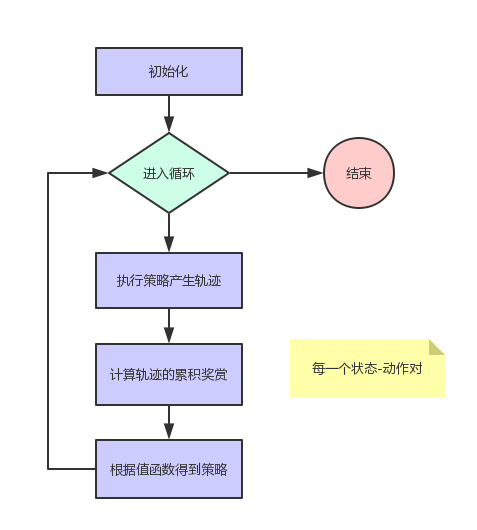 初始化
进入循环
结束
执行策略产生轨迹
计算轨迹的累积奖赏
每一个状态-动作对
根据值函数得到策略